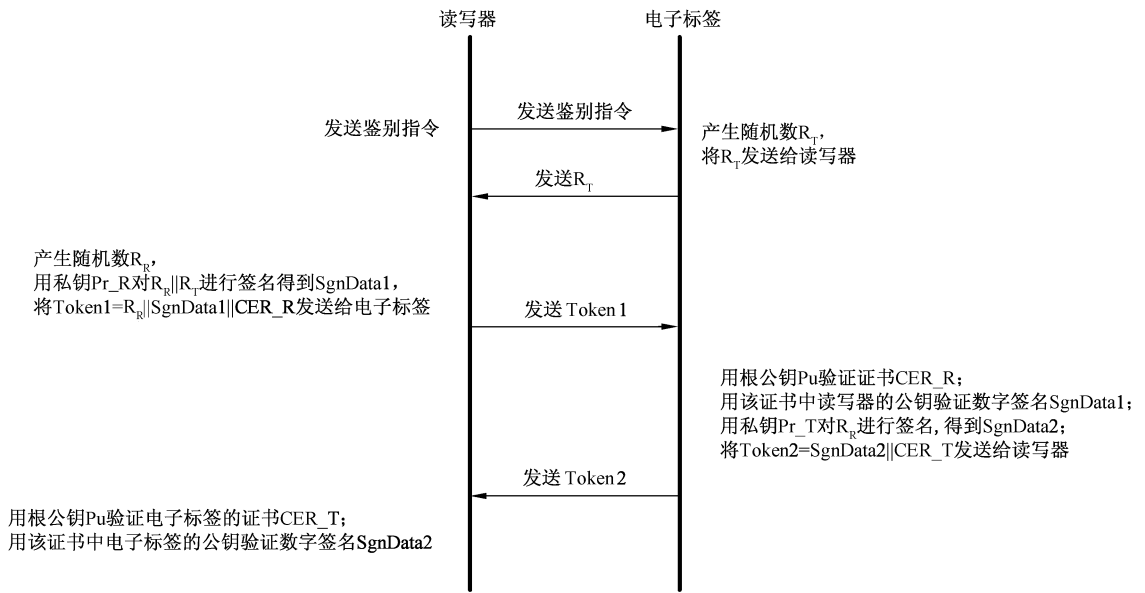 读写器
电子标签
发送鉴别指令
发送鉴别指令
产生随机数R_T,
将R_T发送给读写器
发送R_T
产生随机数R_R,
用私钥Pr_R对R_R||R_T进行签名得到SgnData1,
将Token1=R_R||SgnData1||CER_R发送给电子标签
发送 Token 1
用根公钥Pu验证证书CER_R;
用该证书中读写器的公钥验证数字签名SgnData1;
用私钥Pr_T对R_R进行签名,得到SgnData2;
将Token2=SgnData2||CER_T发送给读写器
发送 Token 2
用根公钥Pu验证电子标签的证书CER_T;
用该证书中电子标签的公钥验证数字签名SgnData2